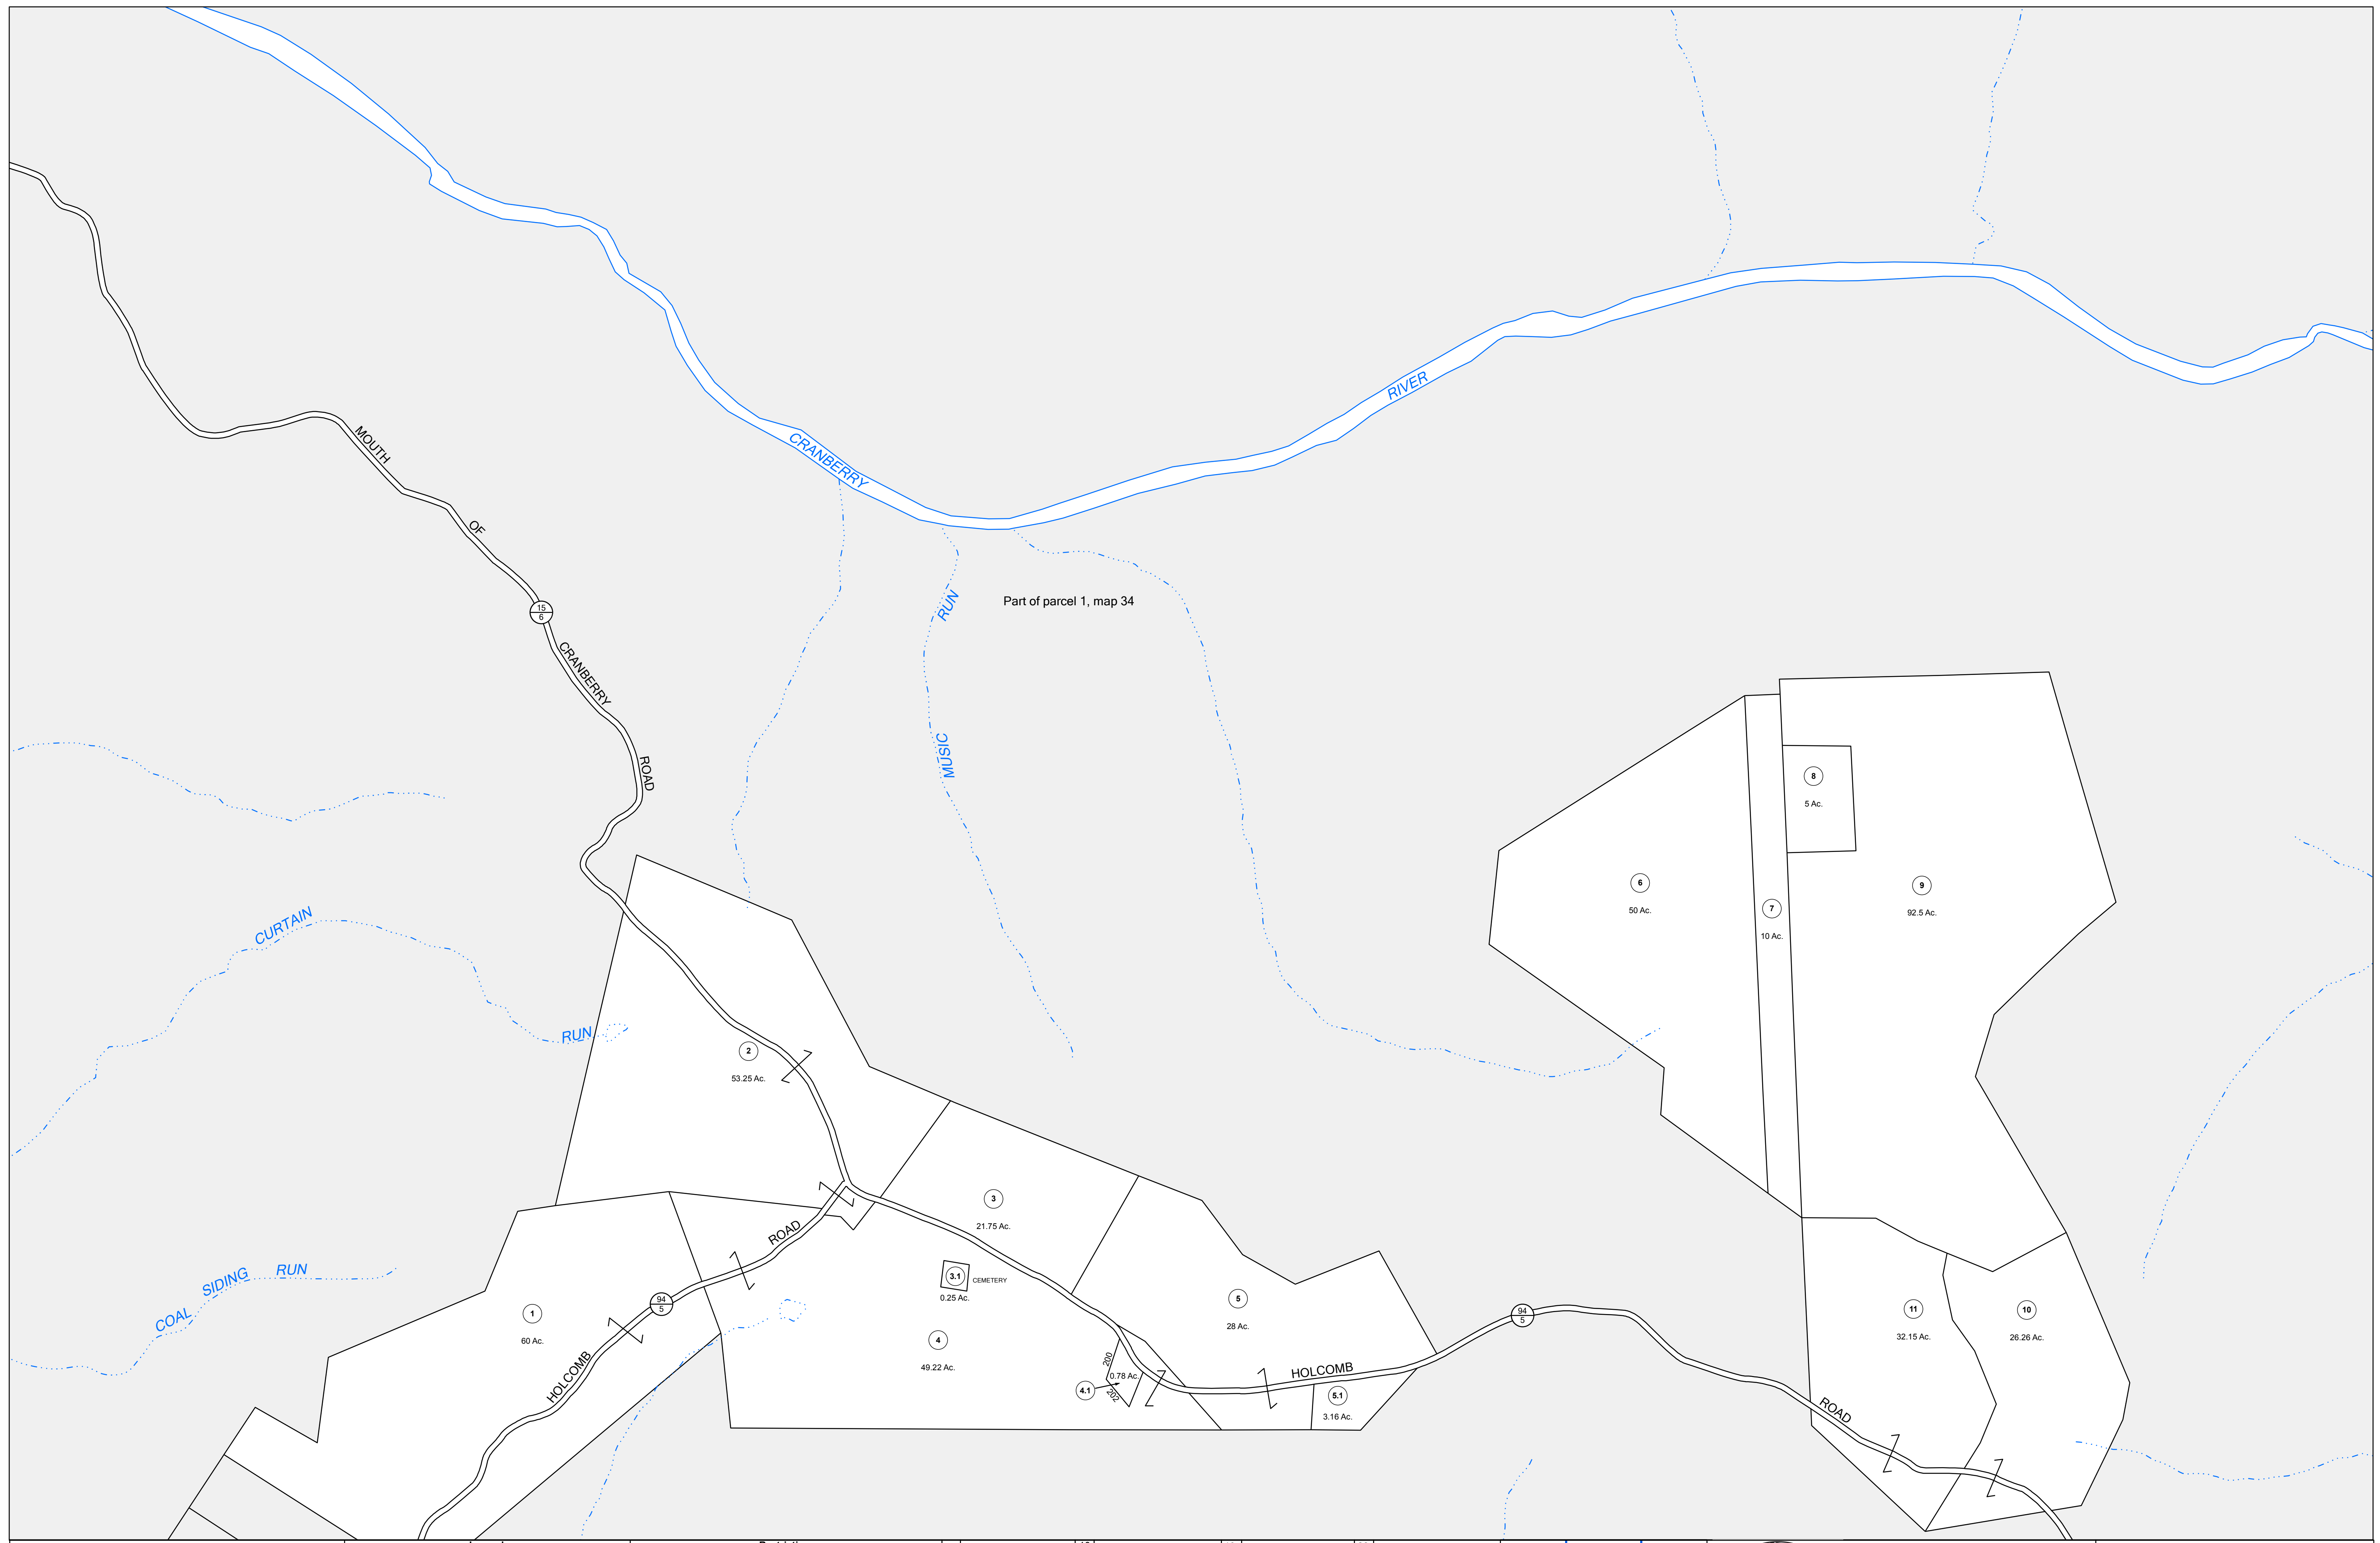 RIVER
CRANBERRY
MOUTH
OF
CRANBERRY
ROAD
15
6
RUN
Part of parcel 1, map 34
MUSIC
8
5 Ac.
6
50 Ac.
7
10 Ac.
9
92.5 Ac.
CURTAIN
RUN
2
53.25 Ac.
3
21.75 Ac.
ROAD
COAL SIDING RUN
3.1
CEMETERY
0.25 Ac.
94
5
1
60 Ac.
HOLCOMB
4
49.22 Ac.
5
28 Ac.
200
0.78 Ac.
4.1
202
HOLCOMB
5.1
3.16 Ac.
94
5
ROAD
11
32.15 Ac.
10
26.26 Ac.